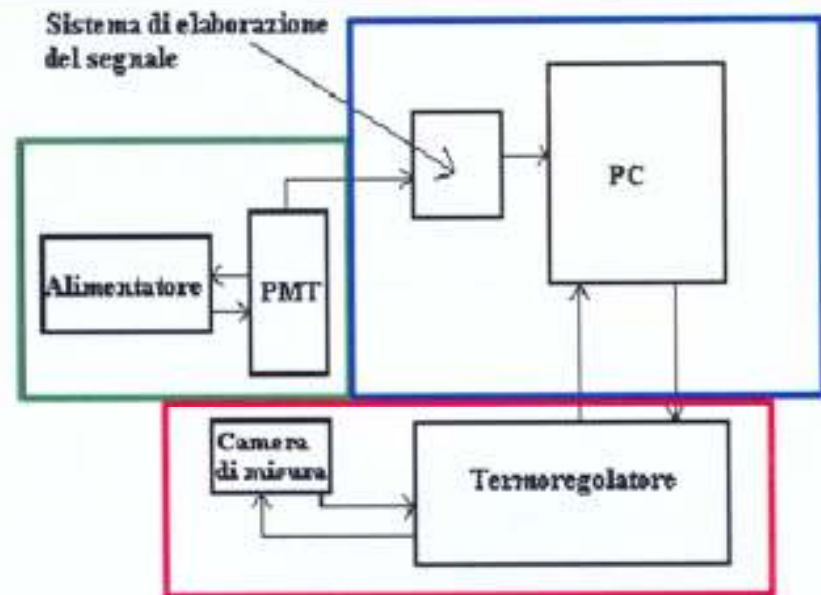 Sistema di elaborazione
del segnale
PC
Alimentatore
PMT
Camera
di misura
Termoregolatore